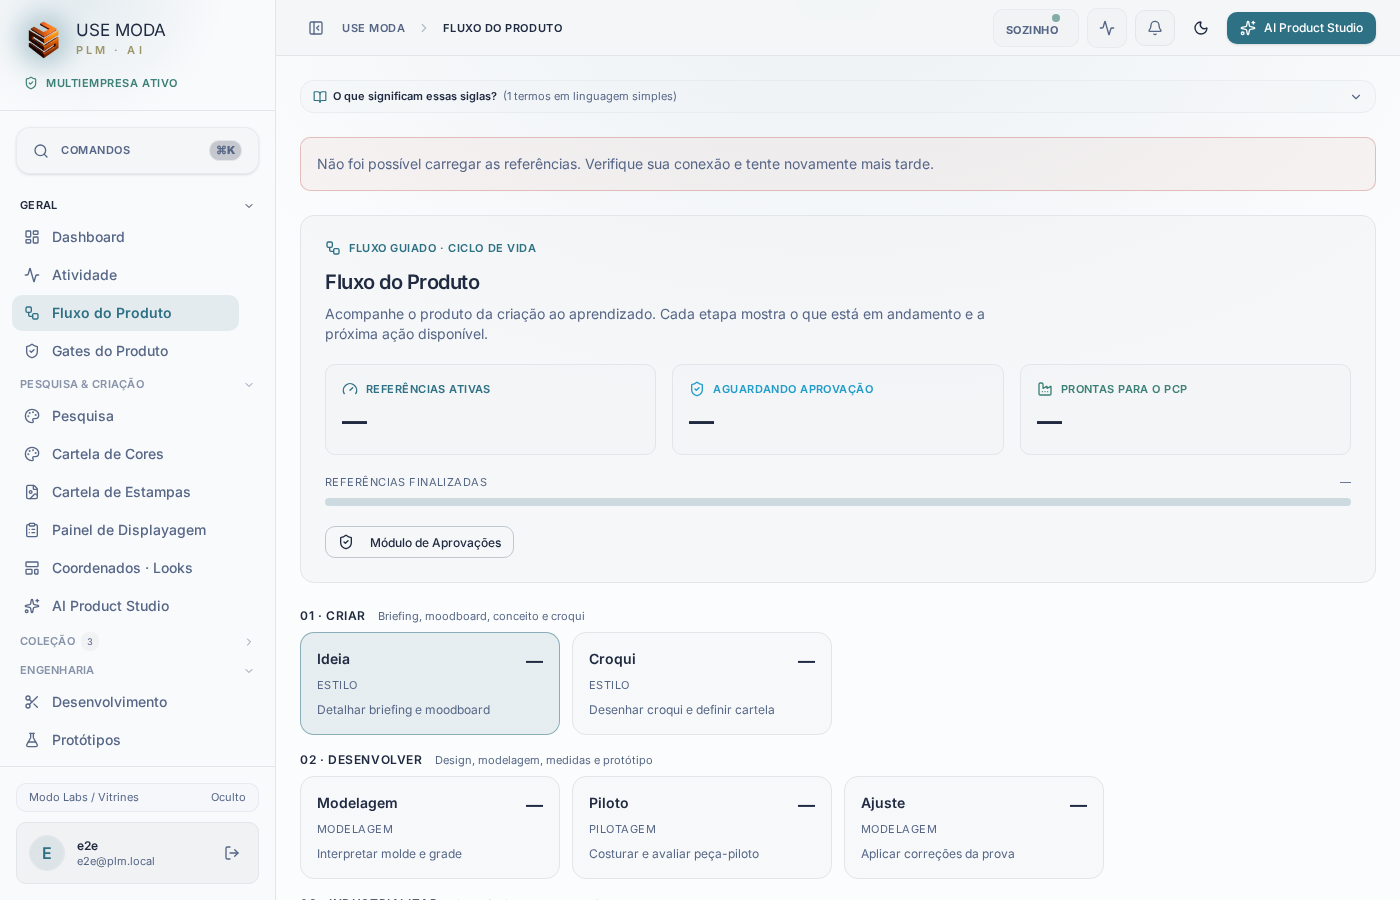 USE MODA
PLM · AI
MULTIEMPRESA ATIVO
COMANDOS
⌘K
GERAL
Dashboard
Atividade
Fluxo do Produto
Gates do Produto
PESQUISA & CRIAÇÃO
Pesquisa
Cartela de Cores
Cartela de Estampas
Painel de Displayagem
Coordenados · Looks
AI Product Studio
COLEÇÃO 3
ENGENHARIA
Desenvolvimento
Protótipos
Modo Labs / Vitrines Oculto
E
e2e
e2e@plm.local
USE MODA FLUXO DO PRODUTO
SOZINHO
AI Product Studio
O que significam essas siglas? (1 termos em linguagem simples)
Não foi possível carregar as referências. Verifique sua conexão e tente novamente mais tarde.
FLUXO GUIADO · CICLO DE VIDA
Fluxo do Produto
Acompanhe o produto da criação ao aprendizado. Cada etapa mostra o que está em andamento e a
próxima ação disponível.
REFERÊNCIAS ATIVAS
—
AGUARDANDO APROVAÇÃO
—
PRONTAS PARA O PCP
—
REFERÊNCIAS FINALIZADAS —
Módulo de Aprovações
01 · CRIAR Briefing, moodboard, conceito e croqui
Ideia —
ESTILO
Detalhar briefing e moodboard
Croqui —
ESTILO
Desenhar croqui e definir cartela
02 · DESENVOLVER Design, modelagem, medidas e protótipo
Modelagem —
MODELAGEM
Interpretar molde e grade
Piloto —
PILOTAGEM
Costurar e avaliar peça-piloto
Ajuste —
MODELAGEM
Aplicar correções da prova